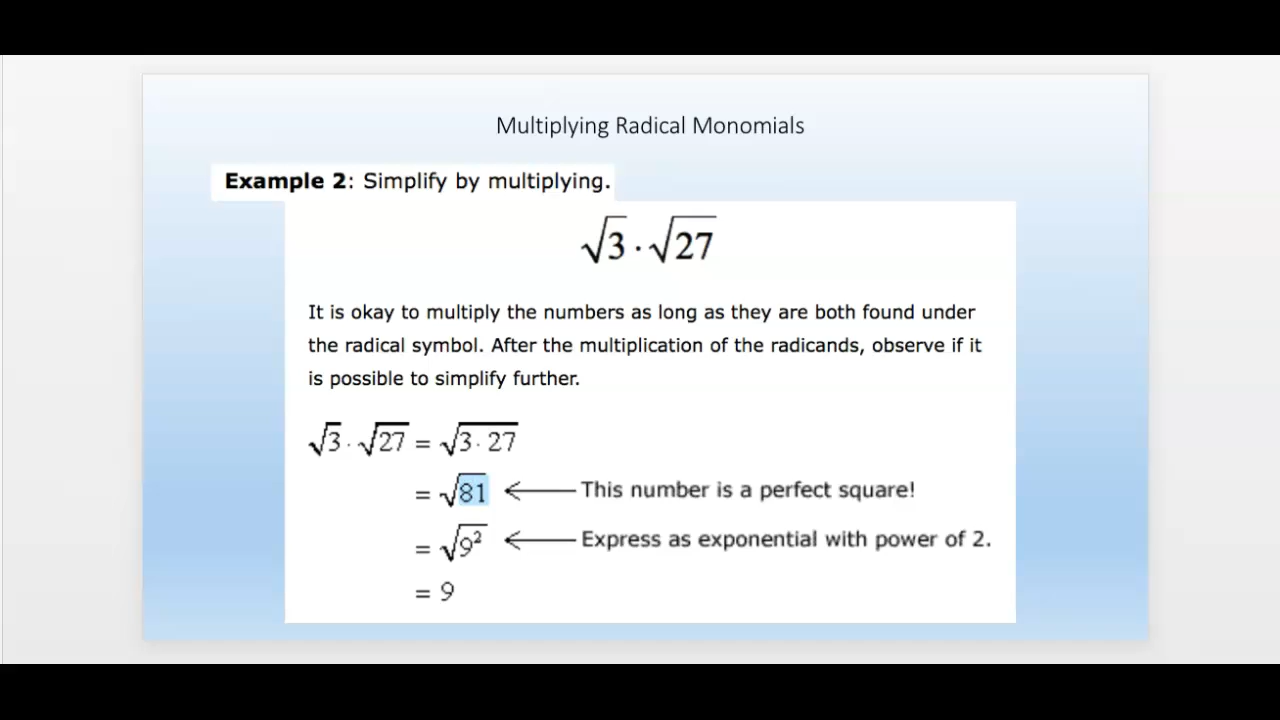 Multiplying Radical Monomials
Example 2: Simplify by multiplying.
√3 · √27
It is okay to multiply the numbers as long as they are both found under
the radical symbol. After the multiplication of the radicands, observe if it
is possible to simplify further.
√3 · √27 = √3 · 27
= √81 ← This number is a perfect square!
= √9² ← Express as exponential with power of 2.
= 9